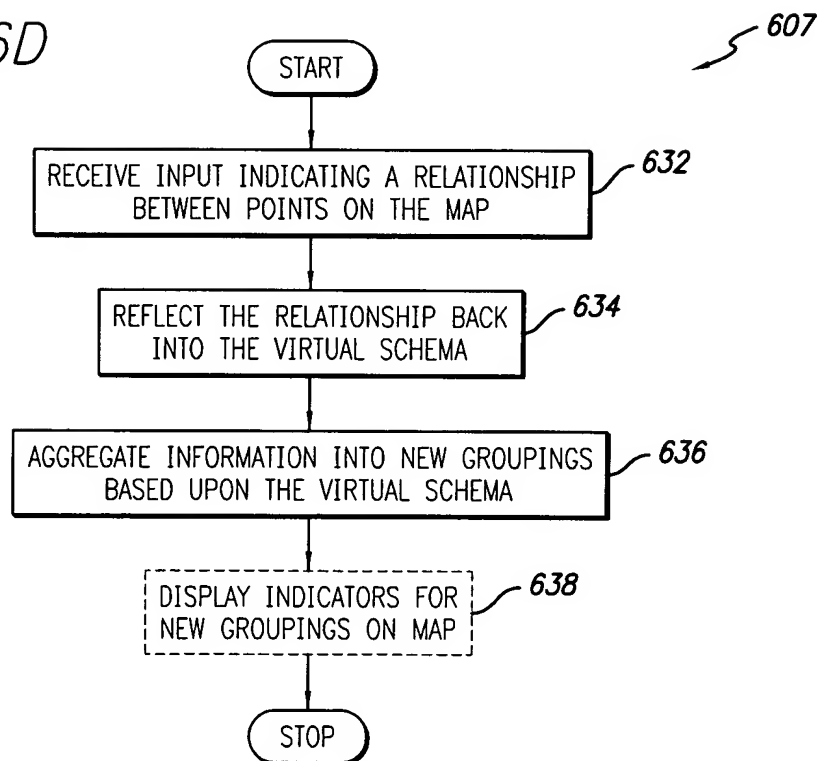 6D
607
START
RECEIVE INPUT INDICATING A RELATIONSHIP
BETWEEN POINTS ON THE MAP
632
REFLECT THE RELATIONSHIP BACK
INTO THE VIRTUAL SCHEMA
634
AGGREGATE INFORMATION INTO NEW GROUPINGS
BASED UPON THE VIRTUAL SCHEMA
636
DISPLAY INDICATORS FOR
NEW GROUPINGS ON MAP
638
STOP